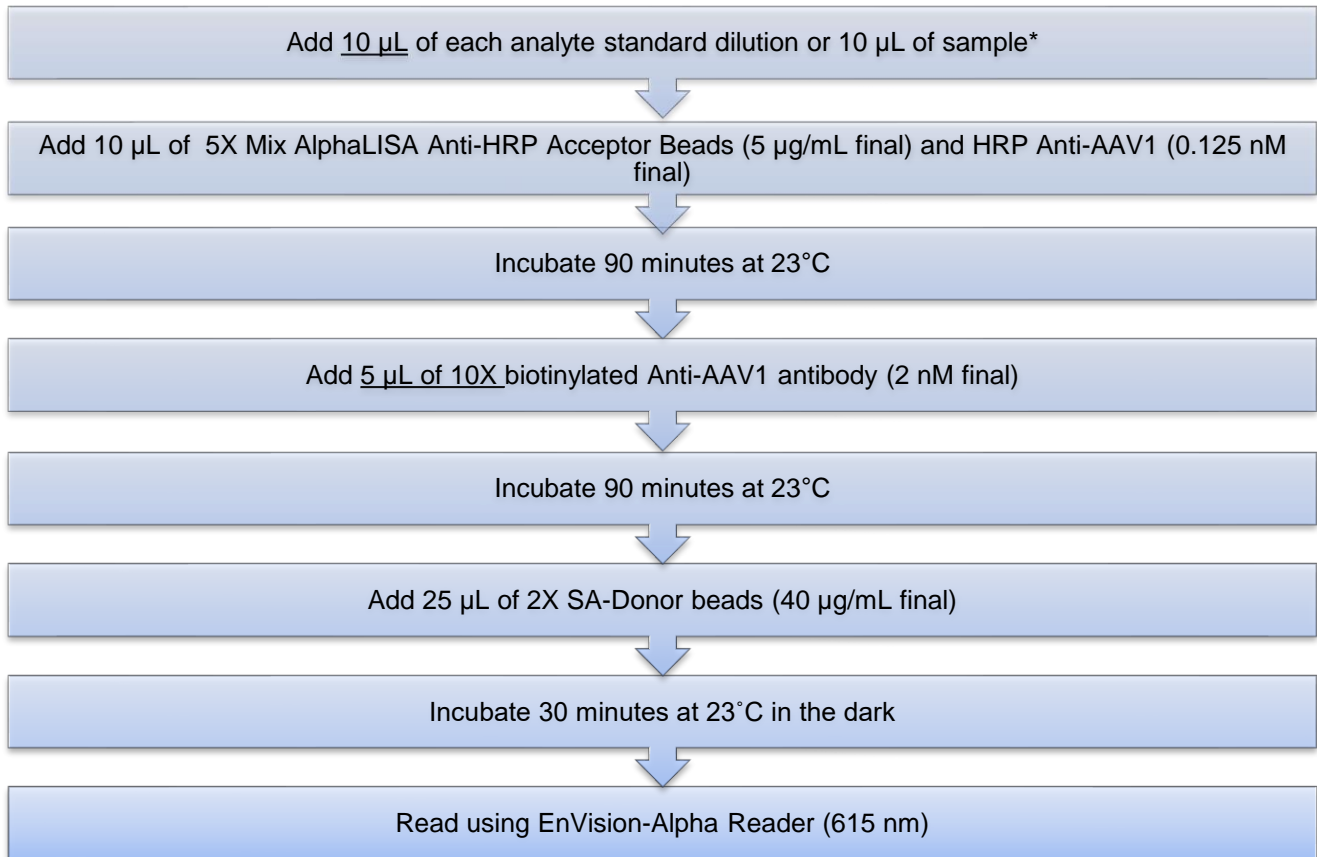 Add 10 µL of each analyte standard dilution or 10 µL of sample*
Add 10 µL of  5X Mix AlphaLISA Anti-HRP Acceptor Beads (5 µg/mL final) and HRP Anti-AAV1 (0.125 nM
final)
Incubate 90 minutes at 23°C
Add 5 µL of 10X biotinylated Anti-AAV1 antibody (2 nM final)
Incubate 90 minutes at 23°C
Add 25 µL of 2X SA-Donor beads (40 µg/mL final)
Incubate 30 minutes at 23˚C in the dark
Read using EnVision-Alpha Reader (615 nm)